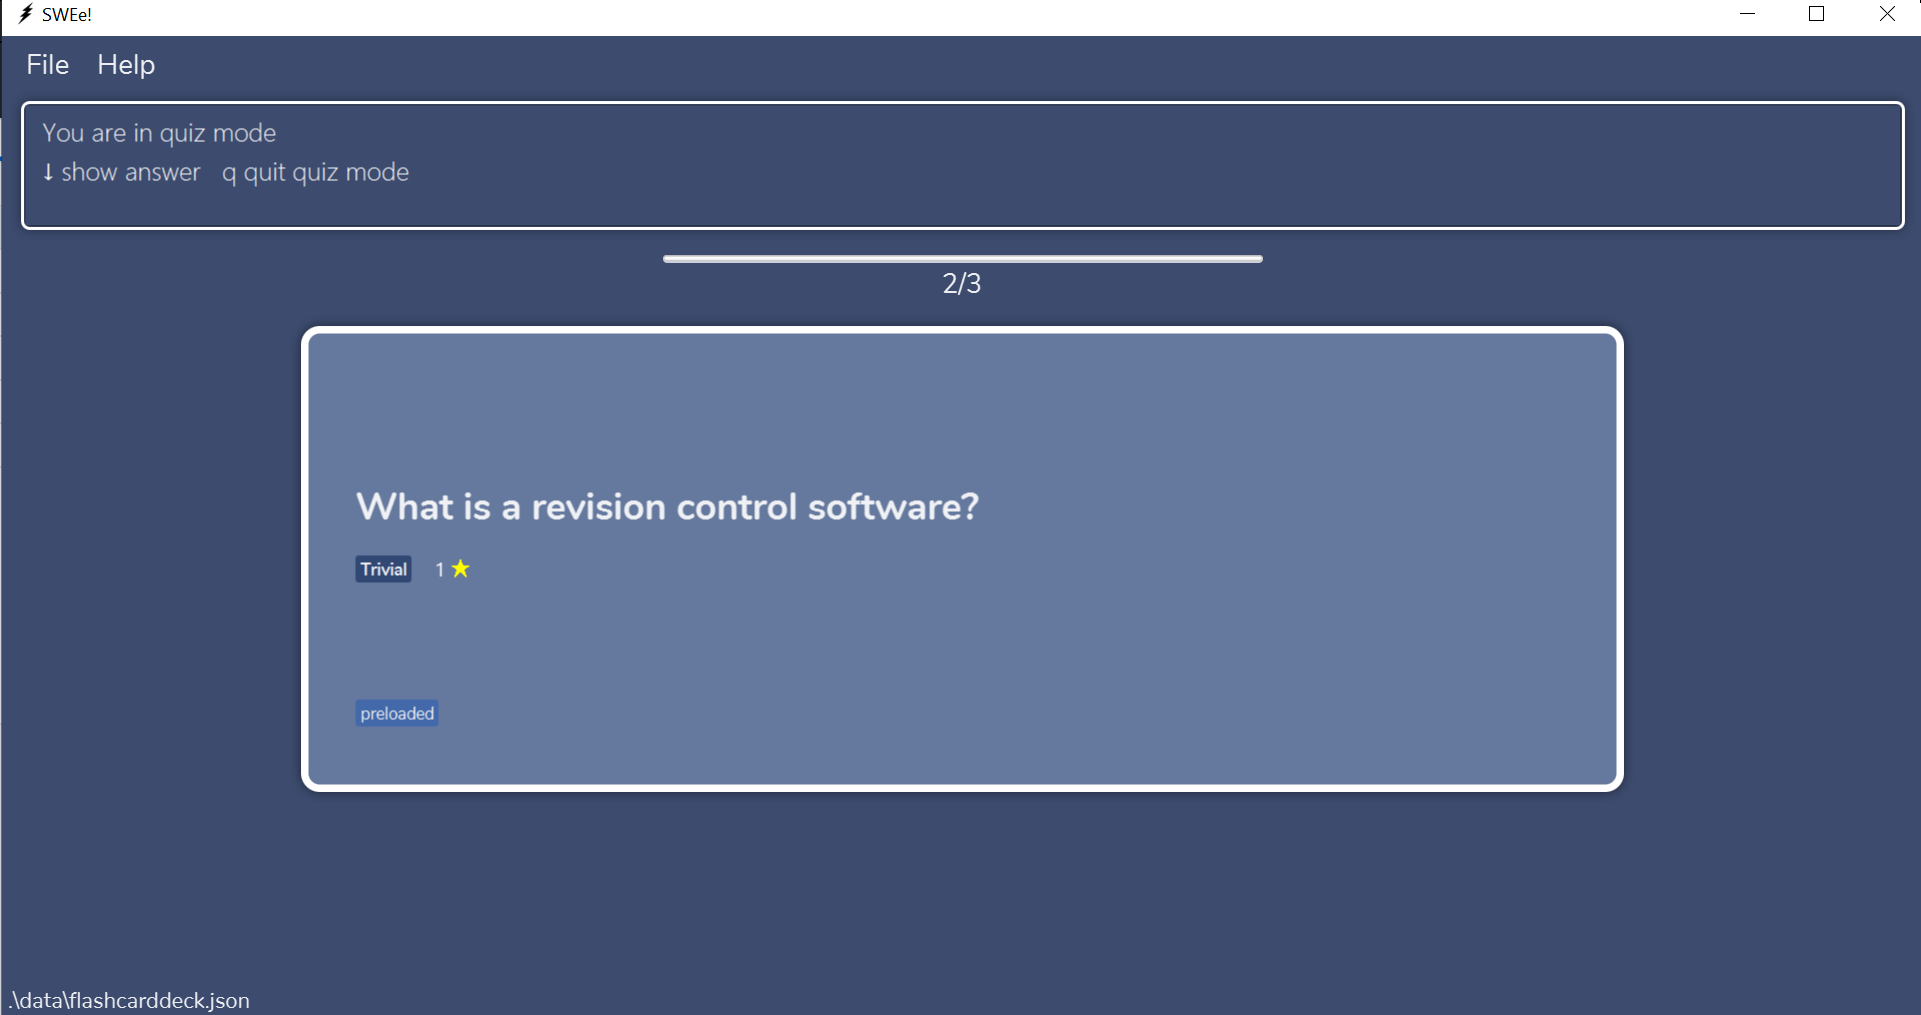 SWEe!
File Help
You are in quiz mode
↓ show answer q quit quiz mode
2/3
What is a revision control software?
Trivial 1 ★
preloaded
.\data\flashcarddeck.json